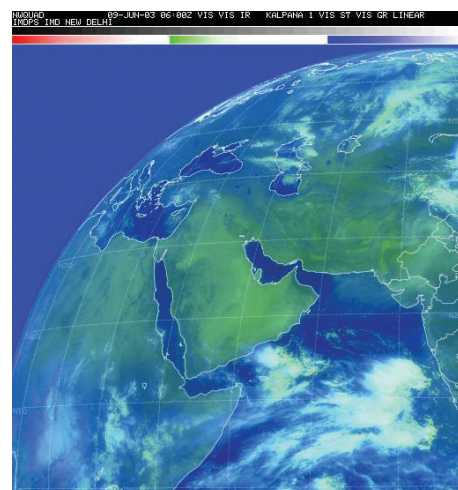 NWQUAD 09-JUN-03 06:00Z VIS VIS IR KALPANA 1 VIS ST VIS GR LINEAR
IMDPS IMD NEW DELHI